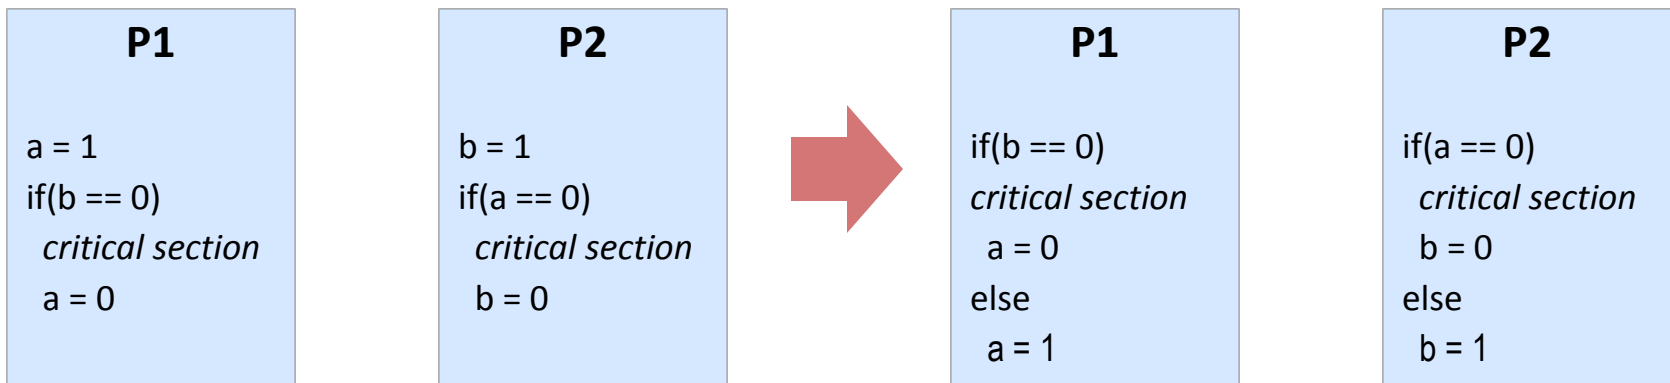 P1
a = 1
if(b == 0)
critical section
a = 0
P2
b = 1
if(a == 0)
critical section
b = 0
P1
if(b == 0)
critical section
a = 0
else
a = 1
P2
if(a == 0)
critical section
b = 0
else
b = 1